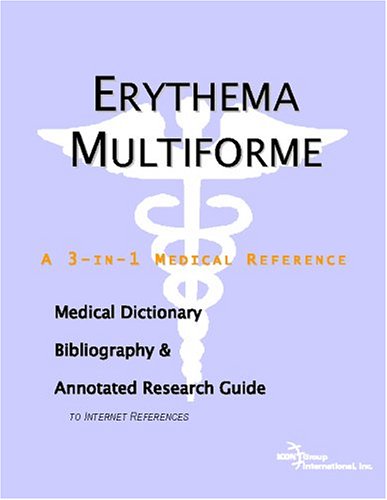 ERYTHEMA
MULTIFORME
A 3-IN-1 MEDICAL REFERENCE
Medical Dictionary
Bibliography &
Annotated Research Guide
TO INTERNET REFERENCES
ICON Group
International, Inc.